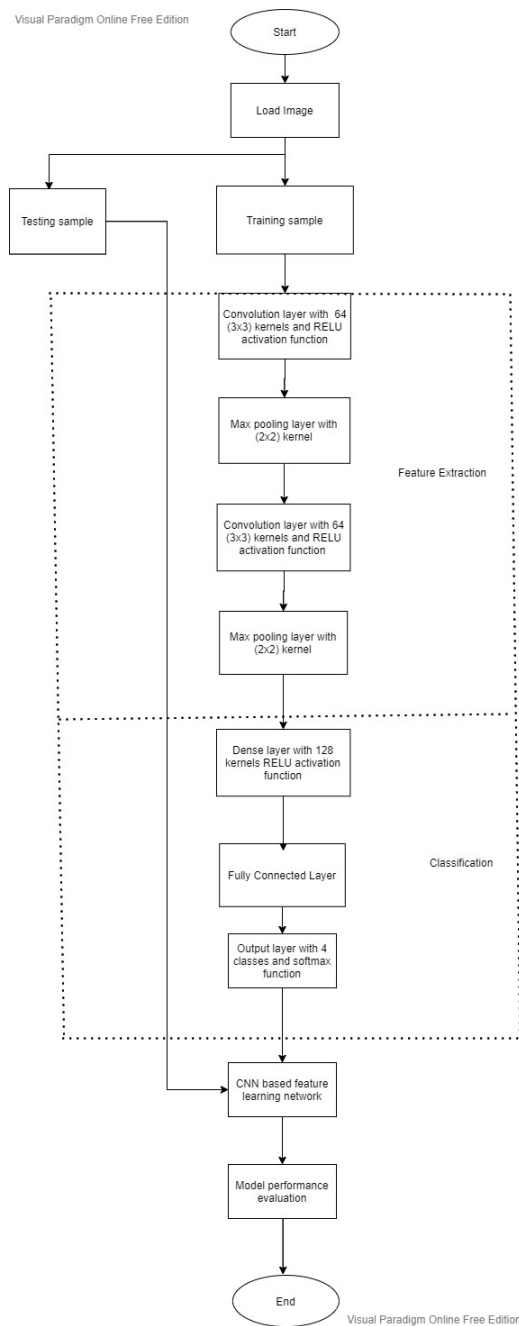 Visual Paradigm Online Free Edition
Start
Load Image
Testing sample
Training sample
Convolution layer with 64
(3x3) kernels and RELU
activation function
Max pooling layer with
(2x2) kernel
Feature Extraction
Convolution layer with 64
(3x3) kernels and RELU
activation function
Max pooling layer with
(2x2) kernel
Dense layer with 128
kernels RELU activation
function
Classification
Fully Connected Layer
Output layer with 4
classes and softmax
function
CNN based feature
learning network
Model performance
evaluation
End
Visual Paradigm Online Free Edition